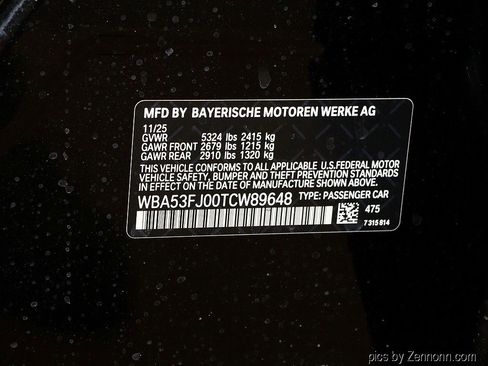 MFD BY BAYERISCHE MOTOREN WERKE AG
11/25
GVWR 5324 lbs 2415 kg
GAWR FRONT 2679 lbs 1215 kg
GAWR REAR 2910 lbs 1320 kg
THIS VEHICLE CONFORMS TO ALL APPLICABLE U.S.FEDERAL MOTOR
VEHICLE SAFETY, BUMPER AND THEFT PREVENTION STANDARDS IN
EFFECT ON THE DATE OF MANUFACTURE SHOWN ABOVE.
WBA53FJ00TCW89648 TYPE: PASSENGER CAR
475
7 315 814
pics by Zennonn.com